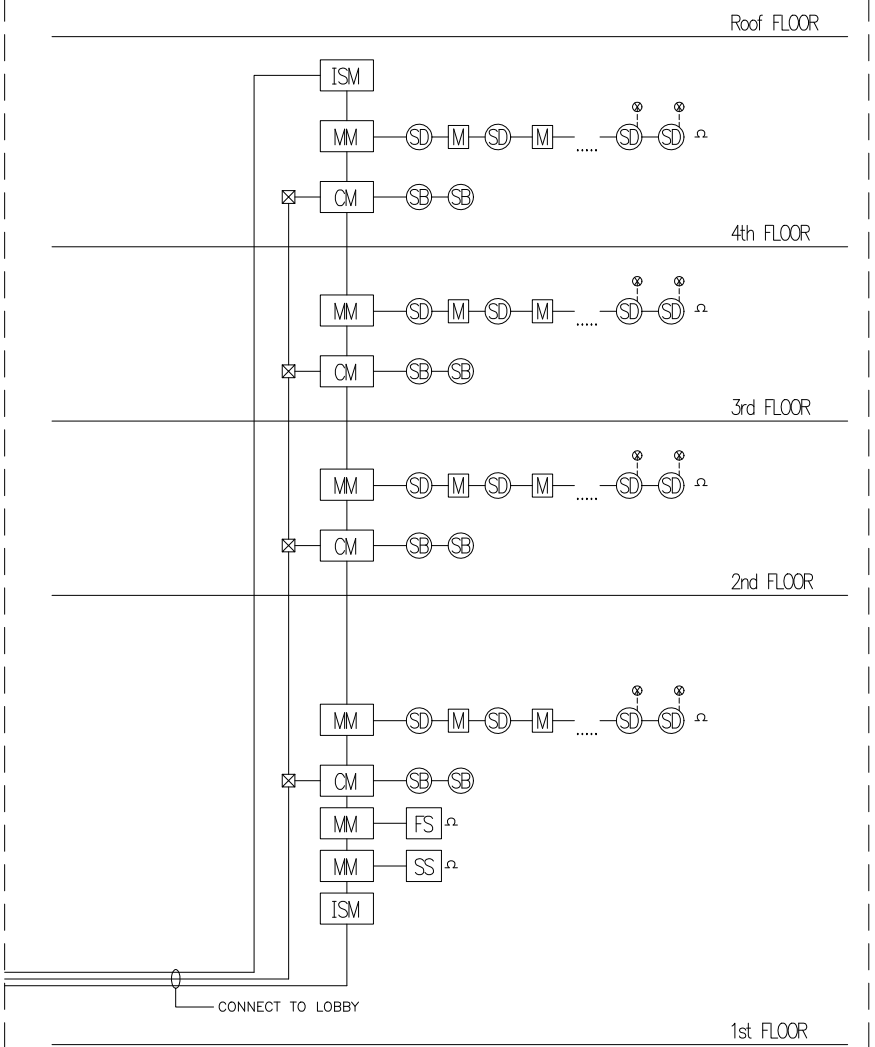 Roof FLOOR
ISM
MM SD M SD M ..... SD SD Ω
CM SB SB
4th FLOOR
MM SD M SD M ..... SD SD Ω
CM SB SB
3rd FLOOR
MM SD M SD M ..... SD SD Ω
CM SB SB
2nd FLOOR
MM SD M SD M ..... SD SD Ω
CM SB SB
MM FS Ω
MM SS Ω
ISM
CONNECT TO LOBBY
1st FLOOR